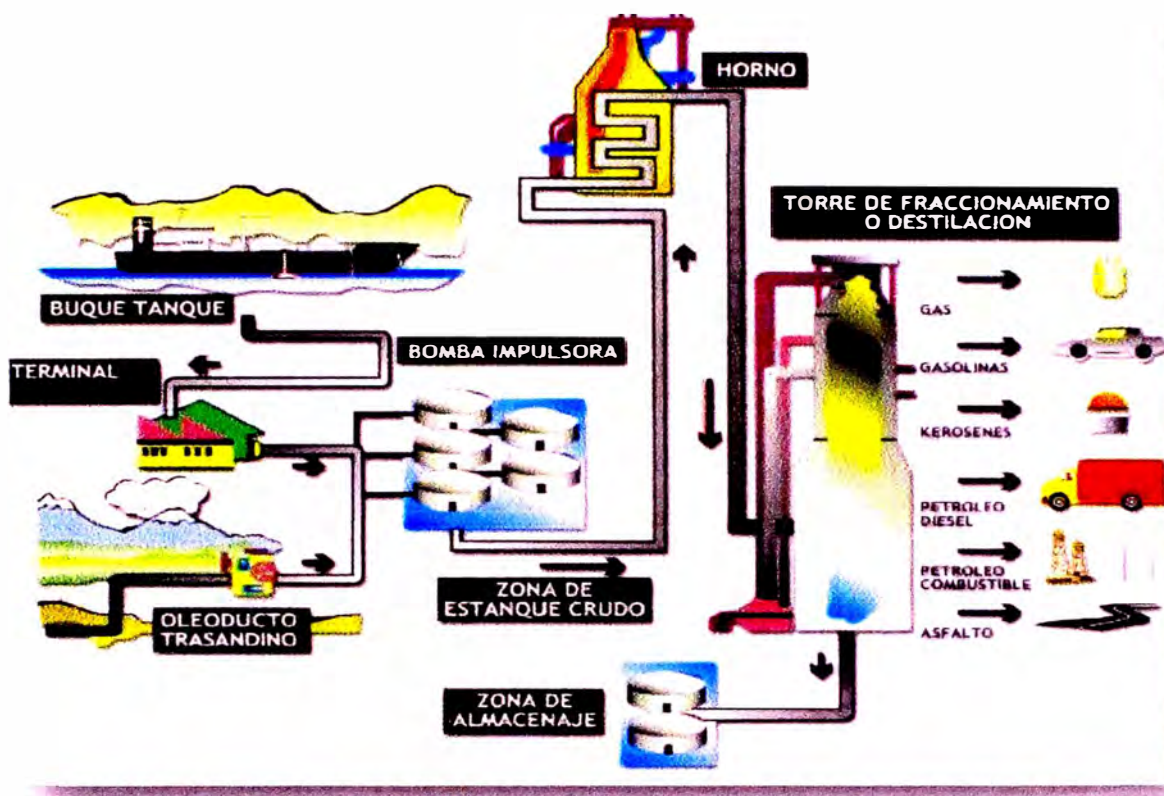 HORNO
TORRE DE FRACCIONAMIENTO
O DESTILACION
BUQUE TANQUE
TERMINAL
BOMBA IMPULSORA
GAS
GASOLINAS
KEROSENES
PETROLEO
DIESEL
PETROLEO
COMBUSTIBLE
ASFALTO
ZONA DE
ESTANQUE CRUDO
OLEODUCTO
TRASANDINO
ZONA DE
ALMACENAJE